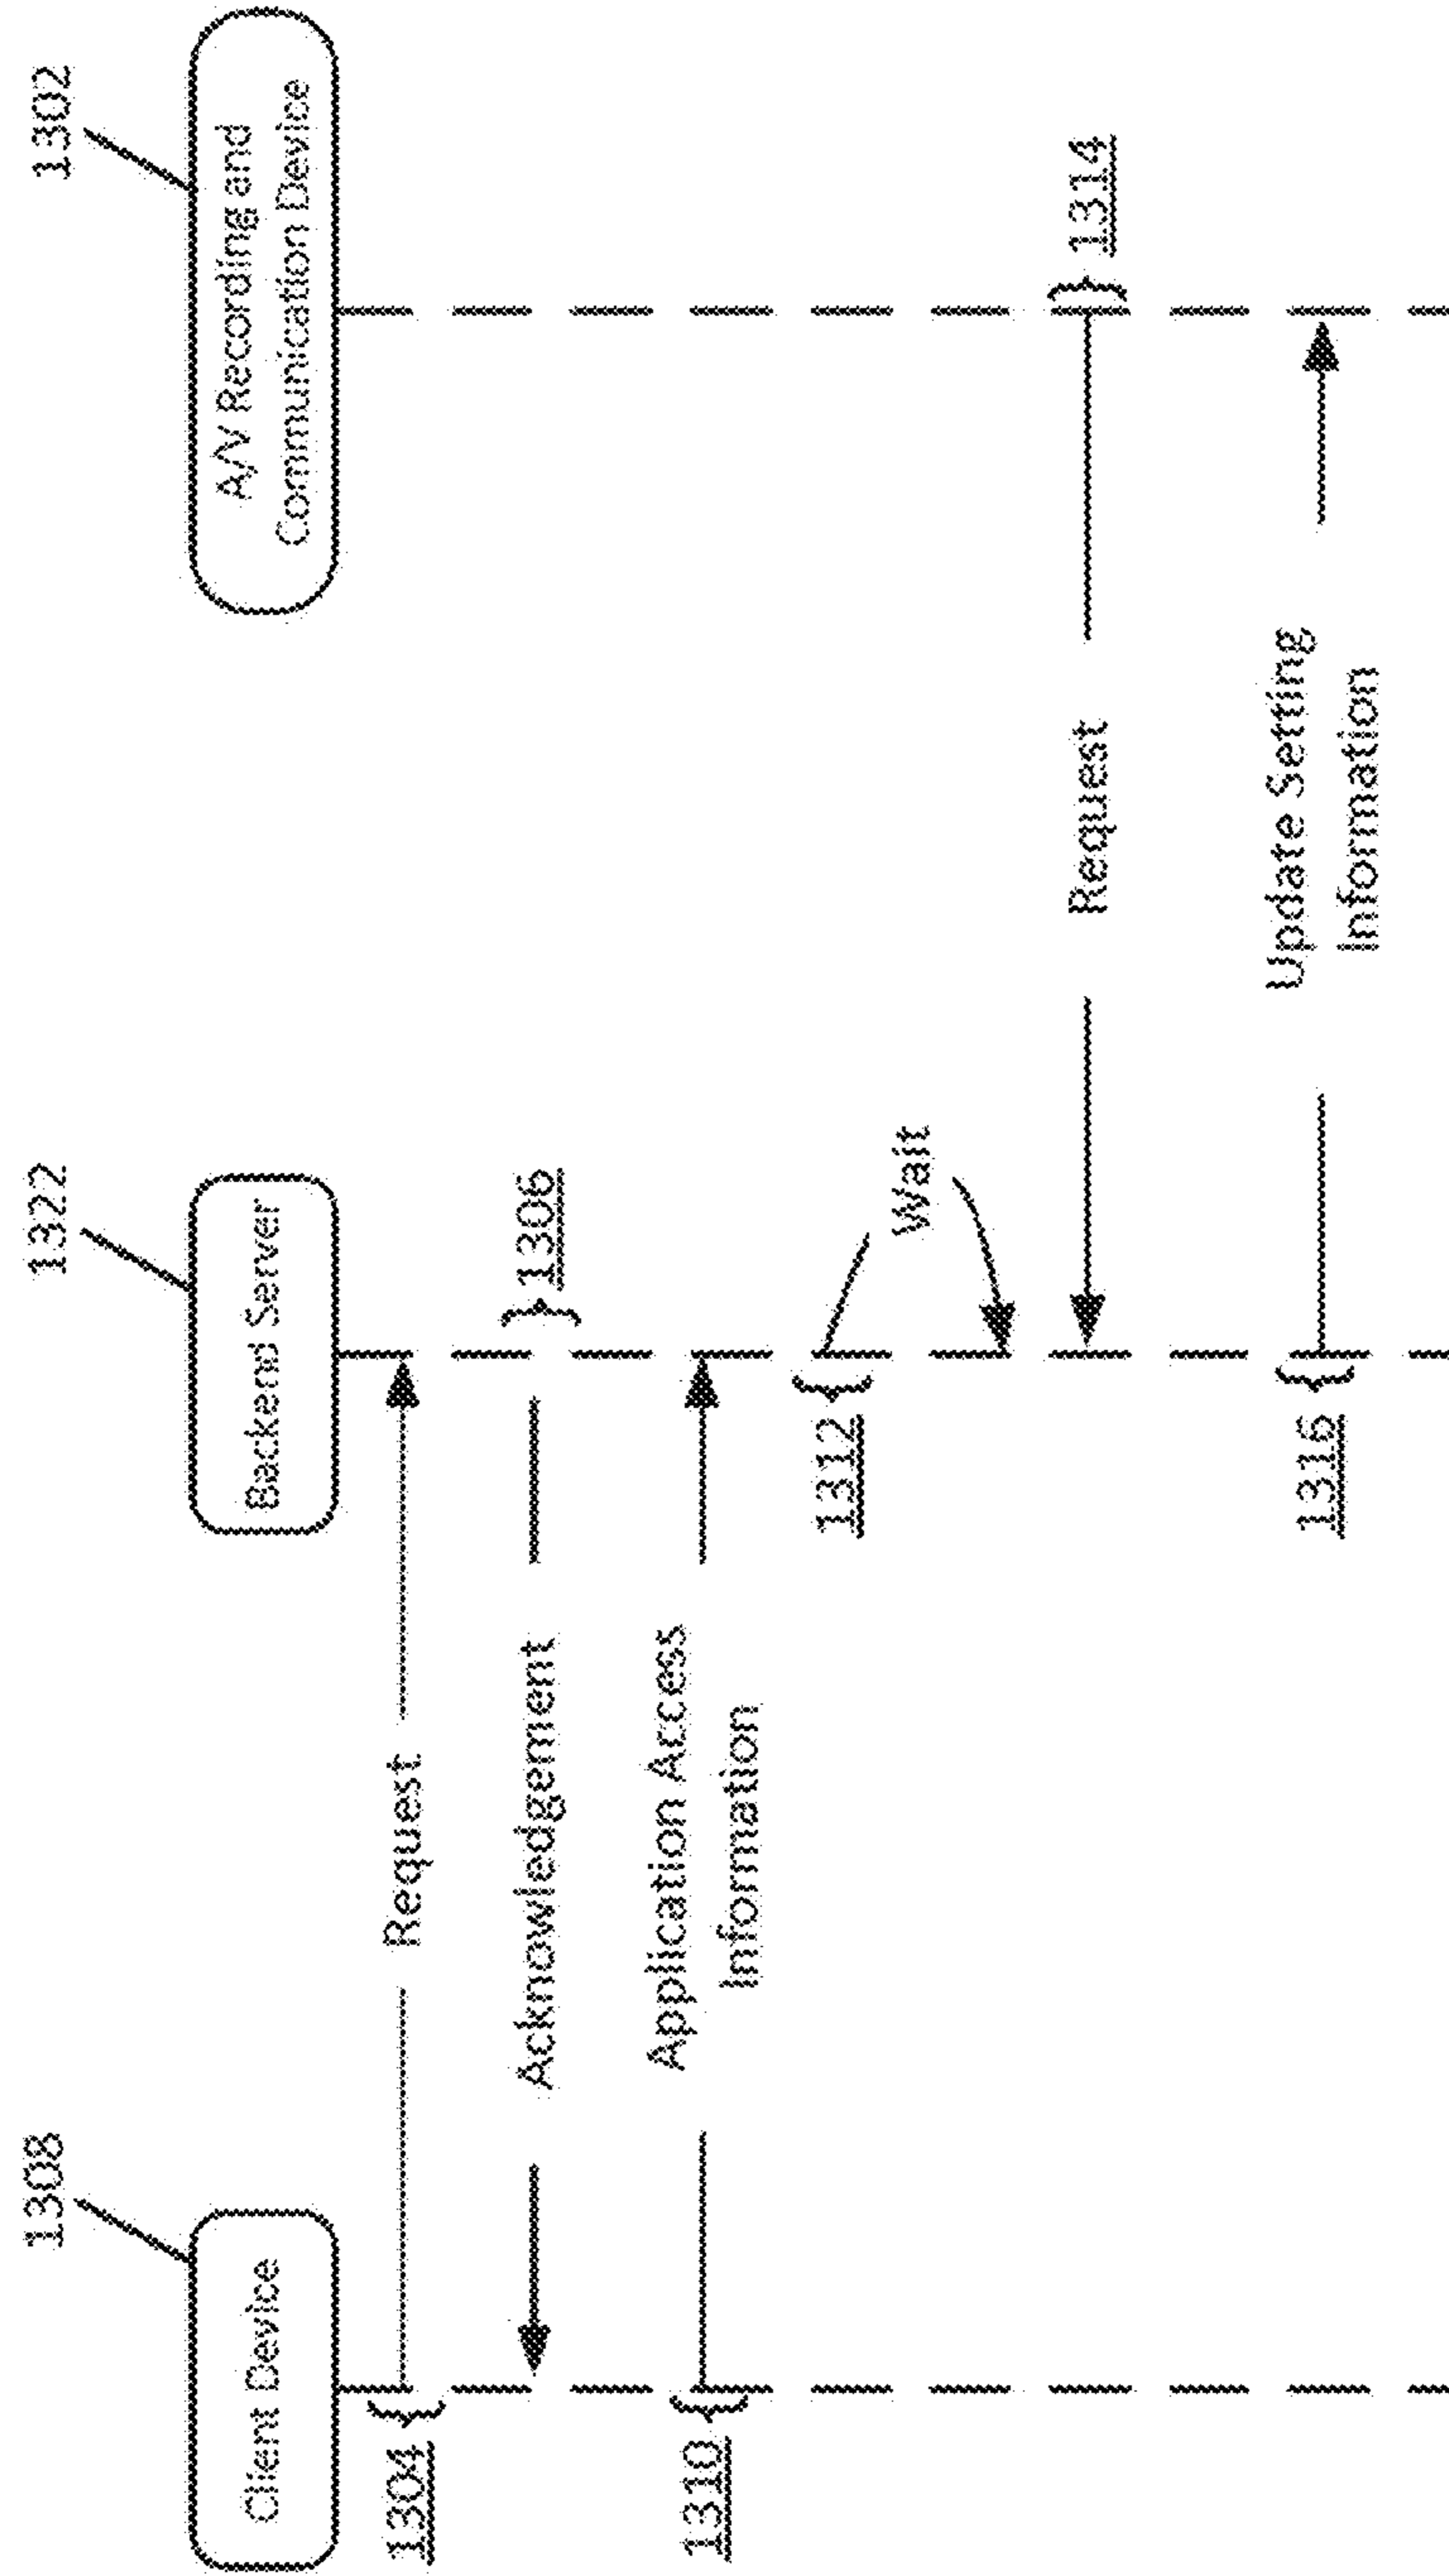 1308
1322
1302
Client Device
Backend Server
A/V Recording and
Communication Device
1304
Request
Acknowledgement
1306
1310
Application Access
Information
1312
Wait
Request
1314
1316
Update Setting
Information